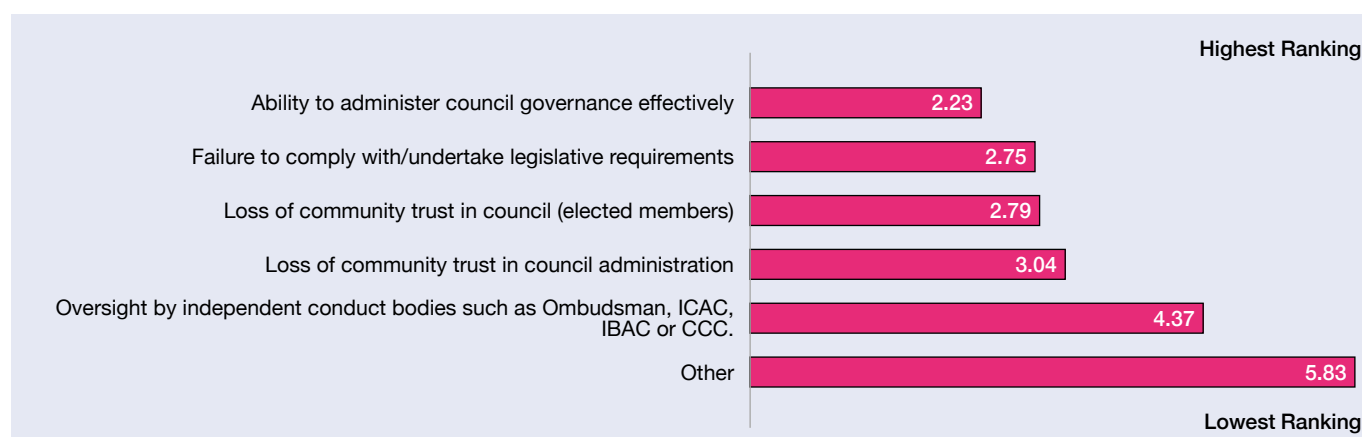 Highest Ranking
Ability to administer council governance effectively 2.23
Failure to comply with/undertake legislative requirements 2.75
Loss of community trust in council (elected members) 2.79
Loss of community trust in council administration 3.04
Oversight by independent conduct bodies such as Ombudsman, ICAC,
IBAC or CCC. 4.37
Other 5.83
Lowest Ranking